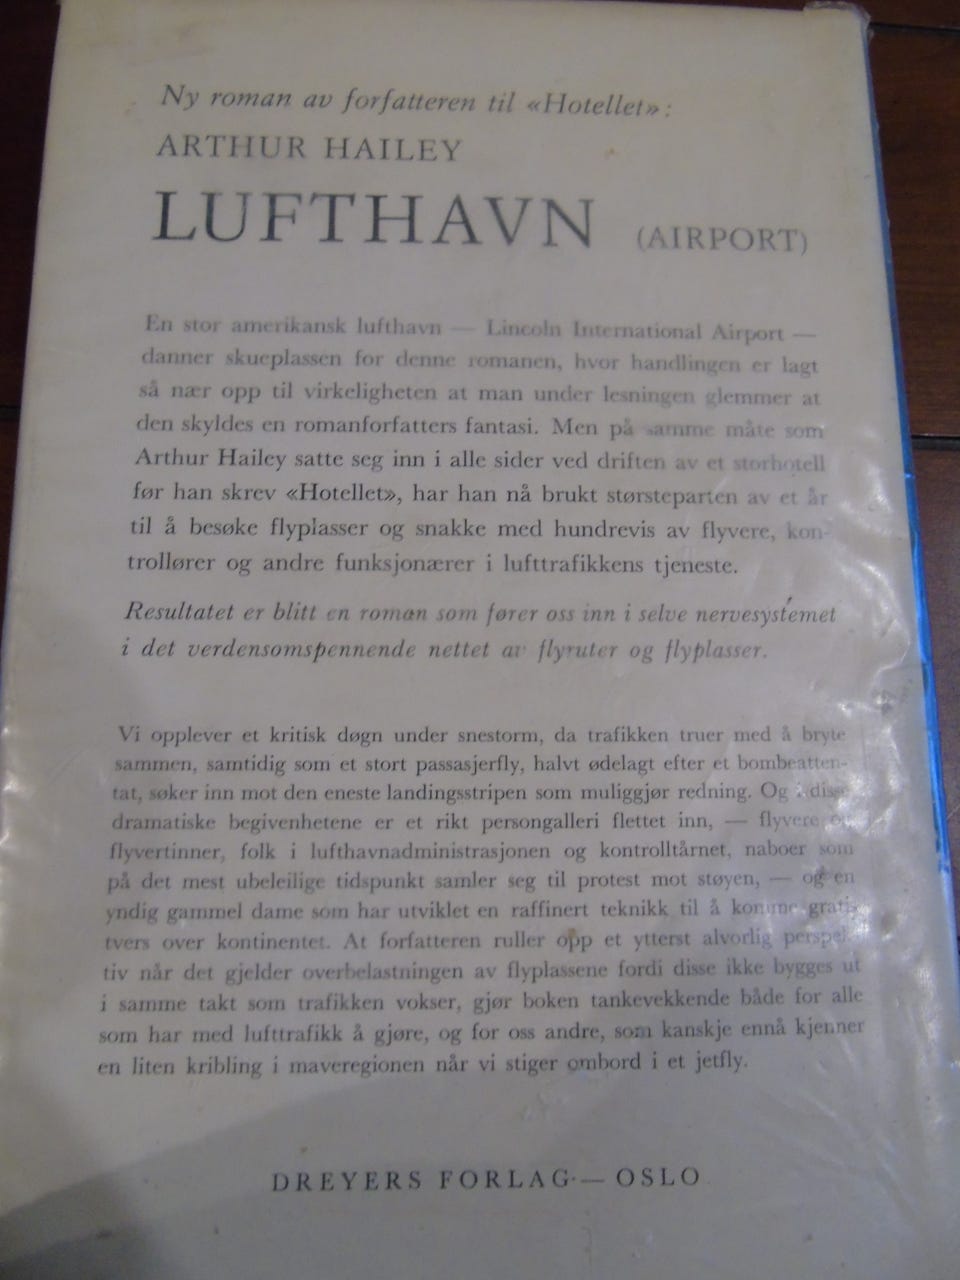 Ny roman av forfatteren til «Hotellet»:
ARTHUR HAILEY
LUFTHAVN (AIRPORT)
En stor amerikansk lufthavn — Lincoln International Airport —
danner skueplassen for denne romanen, hvor handlingen er lagt
så nær opp til virkeligheten at man under lesningen glemmer at
den skyldes en romanforfatters fantasi. Men på samme måte som
Arthur Hailey satte seg inn i alle sider ved driften av et storhotell
før han skrev «Hotellet», har han nå brukt størsteparten av et år
til å besøke flyplasser og snakke med hundrevis av flyvere, kon-
trollører og andre funksjonærer i lufttrafikkens tjeneste.
Resultatet er blitt en roman som fører oss inn i selve nervesystemet
i det verdensomspennende nettet av flyruter og flyplasser.
Vi opplever et kritisk døgn under snestorm, da trafikken truer med å bryte
sammen, samtidig som et stort passasjerfly, halvt ødelagt efter et bombeatten-
tat, søker inn mot den eneste landingsstripen som muliggjør redning. Og i disse
dramatiske begivenhetene er et rikt persongalleri flettet inn, — flyvere og
flyvertinner, folk i lufthavnadministrasjonen og kontrolltårnet, naboer som
på det mest ubeleilige tidspunkt samler seg til protest mot støyen, — og en
yndig gammel dame som har utviklet en raffinert teknikk til å komme gratis
tvers over kontinentet. At forfatteren ruller opp et ytterst alvorlig perspek-
tiv når det gjelder overbelastningen av flyplassene fordi disse ikke bygges ut
i samme takt som trafikken vokser, gjør boken tankevekkende både for alle
som har med lufttrafikk å gjøre, og for oss andre, som kanskje ennå kjenner
en liten kribling i maveregionen når vi stiger ombord i et jetfly.
DREYERS FORLAG — OSLO